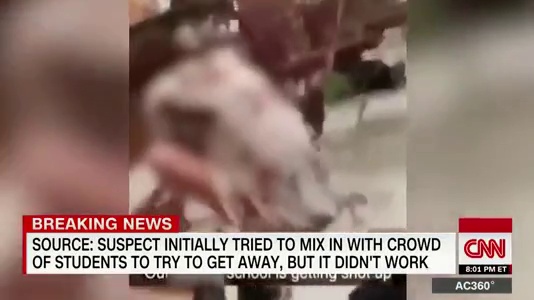 Our school is getting shot up
BREAKING NEWS
SOURCE: SUSPECT INITIALLY TRIED TO MIX IN WITH CROWD
OF STUDENTS TO TRY TO GET AWAY, BUT IT DIDN'T WORK
CNN
8:01 PM ET
AC360°